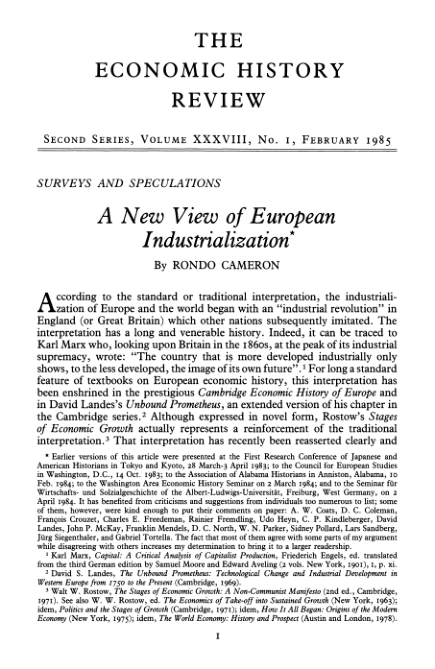 THE
ECONOMIC HISTORY
REVIEW
SECOND SERIES, VOLUME XXXVIII, NO. 1, FEBRUARY 1985
SURVEYS AND SPECULATIONS
A New View of European
Industrialization*
By RONDO CAMERON
According to the standard or traditional interpretation, the industriali-
zation of Europe and the world began with an "industrial revolution" in
England (or Great Britain) which other nations subsequently imitated. The
interpretation has a long and venerable history. Indeed, it can be traced to
Karl Marx who, looking upon Britain in the 1860s, at the peak of its industrial
supremacy, wrote: "The country that is more developed industrially only
shows, to the less developed, the image of its own future".1 For long a standard
feature of textbooks on European economic history, this interpretation has
been enshrined in the prestigious Cambridge Economic History of Europe and
in David Landes's Unbound Prometheus, an extended version of his chapter in
the Cambridge series.2 Although expressed in novel form, Rostow's Stages
of Economic Growth actually represents a reinforcement of the traditional
interpretation.3 That interpretation has recently been reasserted clearly and
* Earlier versions of this article were presented at the First Research Conference of Japanese and
American Historians in Tokyo and Kyoto, 28 March-3 April 1983; to the Council for European Studies
in Washington, D.C., 14 Oct. 1983; to the Association of Alabama Historians in Anniston, Alabama, 10
Feb. 1984; to the Washington Area Economic History Seminar on 2 March 1984; and to the Seminar für
Wirtschafts- und Sozialgeschichte of the Albert-Ludwigs-Universität, Freiburg, West Germany, on 2
April 1984. It has benefited from criticisms and suggestions from individuals too numerous to list; some
of them, however, were kind enough to put their comments on paper: A. W. Coats, D. C. Coleman,
François Crouzet, Charles E. Freedeman, Rainier Fremdling, Udo Heyn, C. P. Kindleberger, David
Landes, John P. McKay, Franklin Mendels, D. C. North, W. N. Parker, Sidney Pollard, Lars Sandberg,
Jürg Siegenthaler, and Gabriel Tortella. The fact that most of them agree with some parts of my argument
while disagreeing with others increases my determination to bring it to a larger readership.
1 Karl Marx, Capital: A Critical Analysis of Capitalist Production, Friederich Engels, ed. translated
from the third German edition by Samuel Moore and Edward Aveling (2 vols. New York, 1901), I, p. xi.
2 David S. Landes, The Unbound Prometheus: Technological Change and Industrial Development in
Western Europe from 1750 to the Present (Cambridge, 1969).
3 Walt W. Rostow, The Stages of Economic Growth: A Non-Communist Manifesto (2nd ed., Cambridge,
1971). See also W. W. Rostow, ed. The Economics of Take-off into Sustained Growth (New York, 1963);
idem, Politics and the Stages of Growth (Cambridge, 1971); idem, How It All Began: Origins of the Modern
Economy (New York, 1975); idem, The World Economy: History and Prospect (Austin and London, 1978).
1